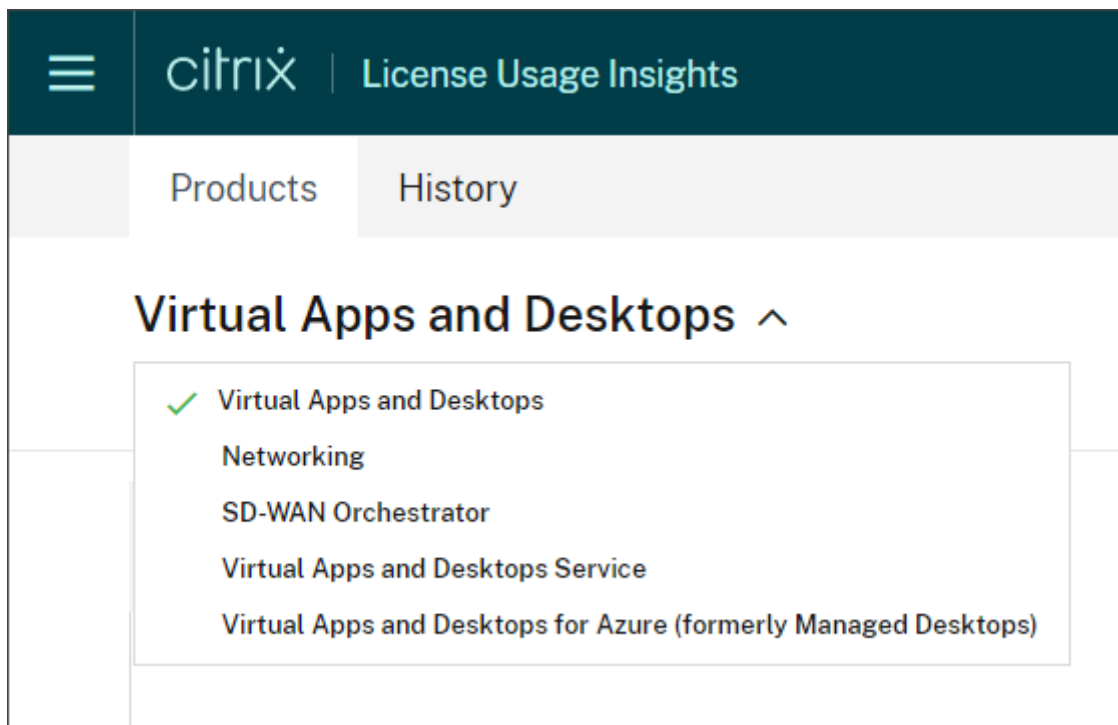 citrix License Usage Insights
Products History
Virtual Apps and Desktops
Virtual Apps and Desktops
Networking
SD-WAN Orchestrator
Virtual Apps and Desktops Service
Virtual Apps and Desktops for Azure (formerly Managed Desktops)